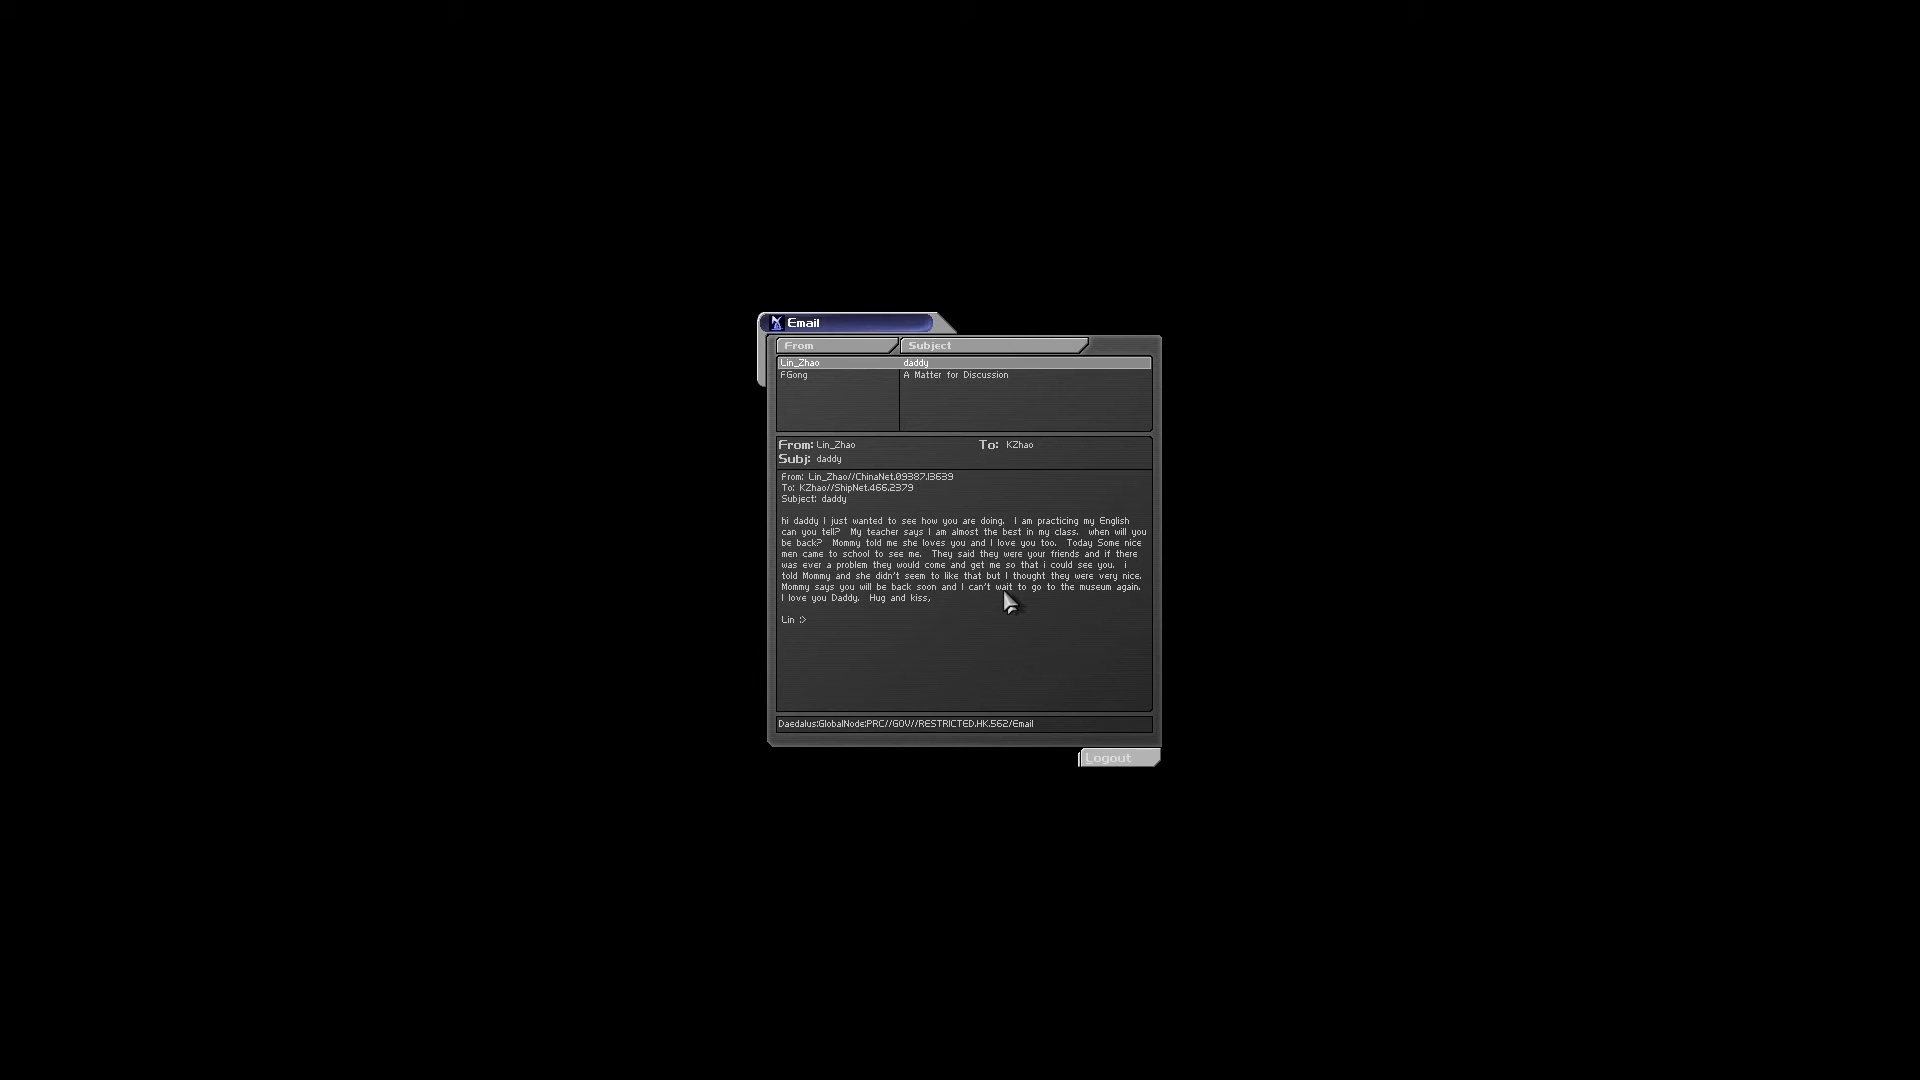 Email
From Subject
Lin_Zhao daddy
FGong A Matter for Discussion
From: Lin_Zhao To: KZhao
Subj: daddy
From: Lin_Zhao//ChinaNet.09387.13639
To: KZhao//ShipNet.466.2379
Subject: daddy
hi daddy I just wanted to see how you are doing. I am practicing my English
can you tell? My teacher says I am almost the best in my class. when will you
be back? Mommy told me she loves you and I love you too. Today Some nice
men came to school to see me. They said they were your friends and if there
was ever a problem they would come and get me so that i could see you. i
told Mommy and she didn't seem to like that but I thought they were very nice.
Mommy says you will be back soon and I can't wait to go to the museum again.
I love you Daddy. Hug and kiss,
Lin :>
Daedalus:GlobalNode:PRC//GOV//RESTRICTED.HK.562/Email
Logout